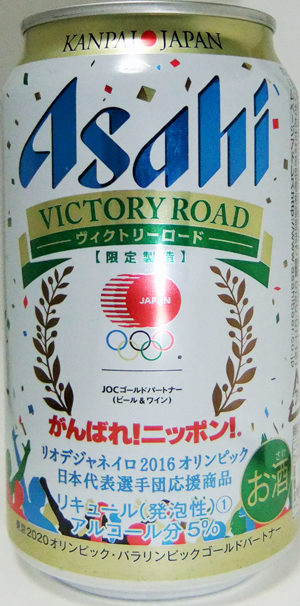 KANPAI JAPAN
Asahi
VICTORY ROAD
ヴィクトリーロード
【限定製造】
JAPAN
JOCゴールドパートナー
(ビール&ワイン)
がんばれ!ニッポン!®
リオデジャネイロ2016オリンピック
日本代表選手団応援商品
リキュール(発泡性)①
アルコール分5%
さけ
お酒
東京2020オリンピック・パラリンピックゴールドパートナー